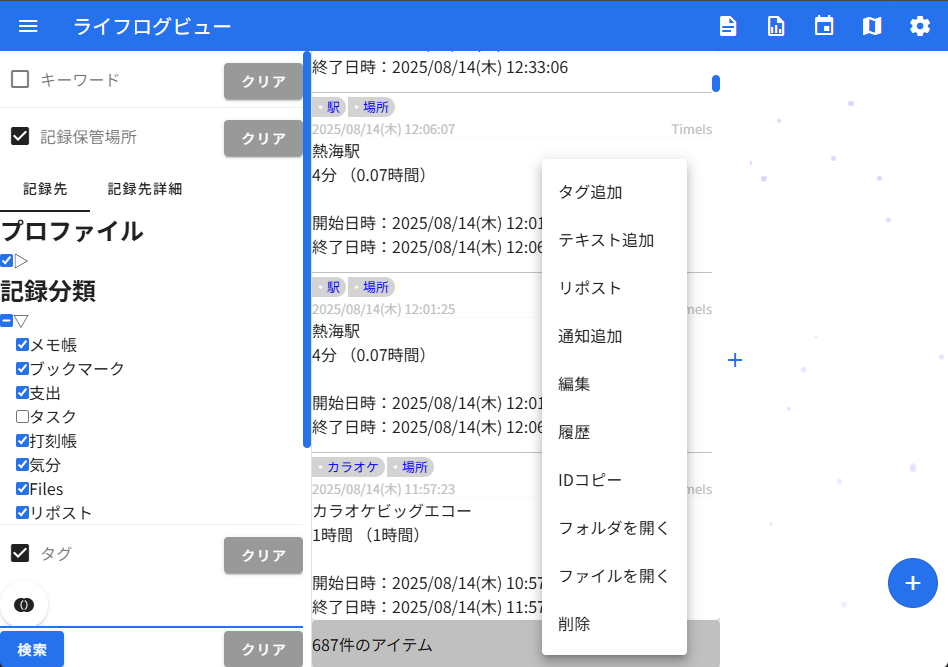 ライフログビュー
キーワード
クリア
記録保管場所
クリア
記録先
記録先詳細
プロファイル
記録分類
メモ帳
ブックマーク
支出
タスク
打刻帳
気分
Files
リポスト
タグ
クリア
検索
クリア
終了日時：2025/08/14(木) 12:33:06
・駅
・場所
2025/08/14(木) 12:06:07
TimeIs
熱海駅
4分 （0.07時間）
開始日時：2025/08/14(木) 12:01
終了日時：2025/08/14(木) 12:06
・駅
・場所
2025/08/14(木) 12:01:25
meIs
熱海駅
4分 （0.07時間）
開始日時：2025/08/14(木) 12:01
終了日時：2025/08/14(木) 12:06
・カラオケ
・場所
2025/08/14(木) 11:57:23
meIs
カラオケビッグエコー
1時間 （1時間）
開始日時：2025/08/14(木) 10:57
終了日時：2025/08/14(木) 11:57
687件のアイテム
タグ追加
テキスト追加
リポスト
通知追加
編集
履歴
IDコピー
フォルダを開く
ファイルを開く
削除